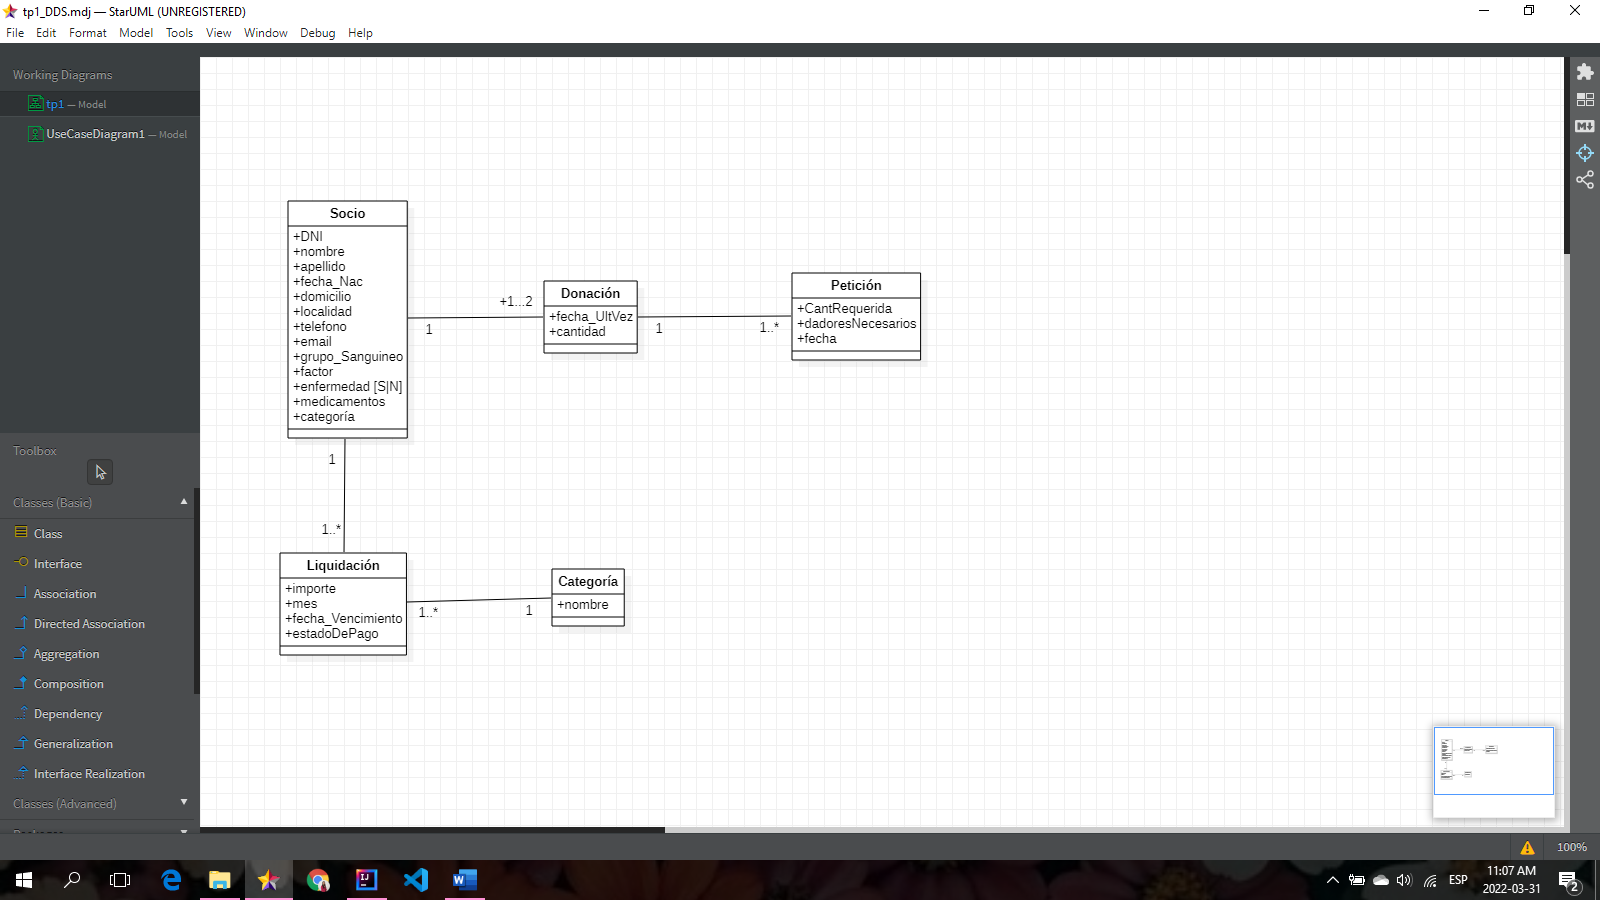 tp1_DDS.mdj — StarUML (UNREGISTERED)
File Edit Format Model Tools View Window Debug Help
Working Diagrams
tp1 — Model
UseCaseDiagram1 — Model
Socio
+DNI
+nombre
+apellido
+fecha_Nac
+domicilio
+localidad
+telefono
+email
+grupo_Sanguineo
+factor
+enfermedad [S|N]
+medicamentos
+categoría
+1...2
1
Donación
+fecha_UltVez
+cantidad
1
1..*
Petición
+CantRequerida
+dadoresNecesarios
+fecha
1
1..*
Liquidación
+importe
+mes
+fecha_Vencimiento
+estadoDePago
1..*
1
Categoría
+nombre
Toolbox
Classes (Basic)
Class
Interface
Association
Directed Association
Aggregation
Composition
Dependency
Generalization
Interface Realization
Classes (Advanced)
100%
ESP
11:07 AM
2022-03-31
2